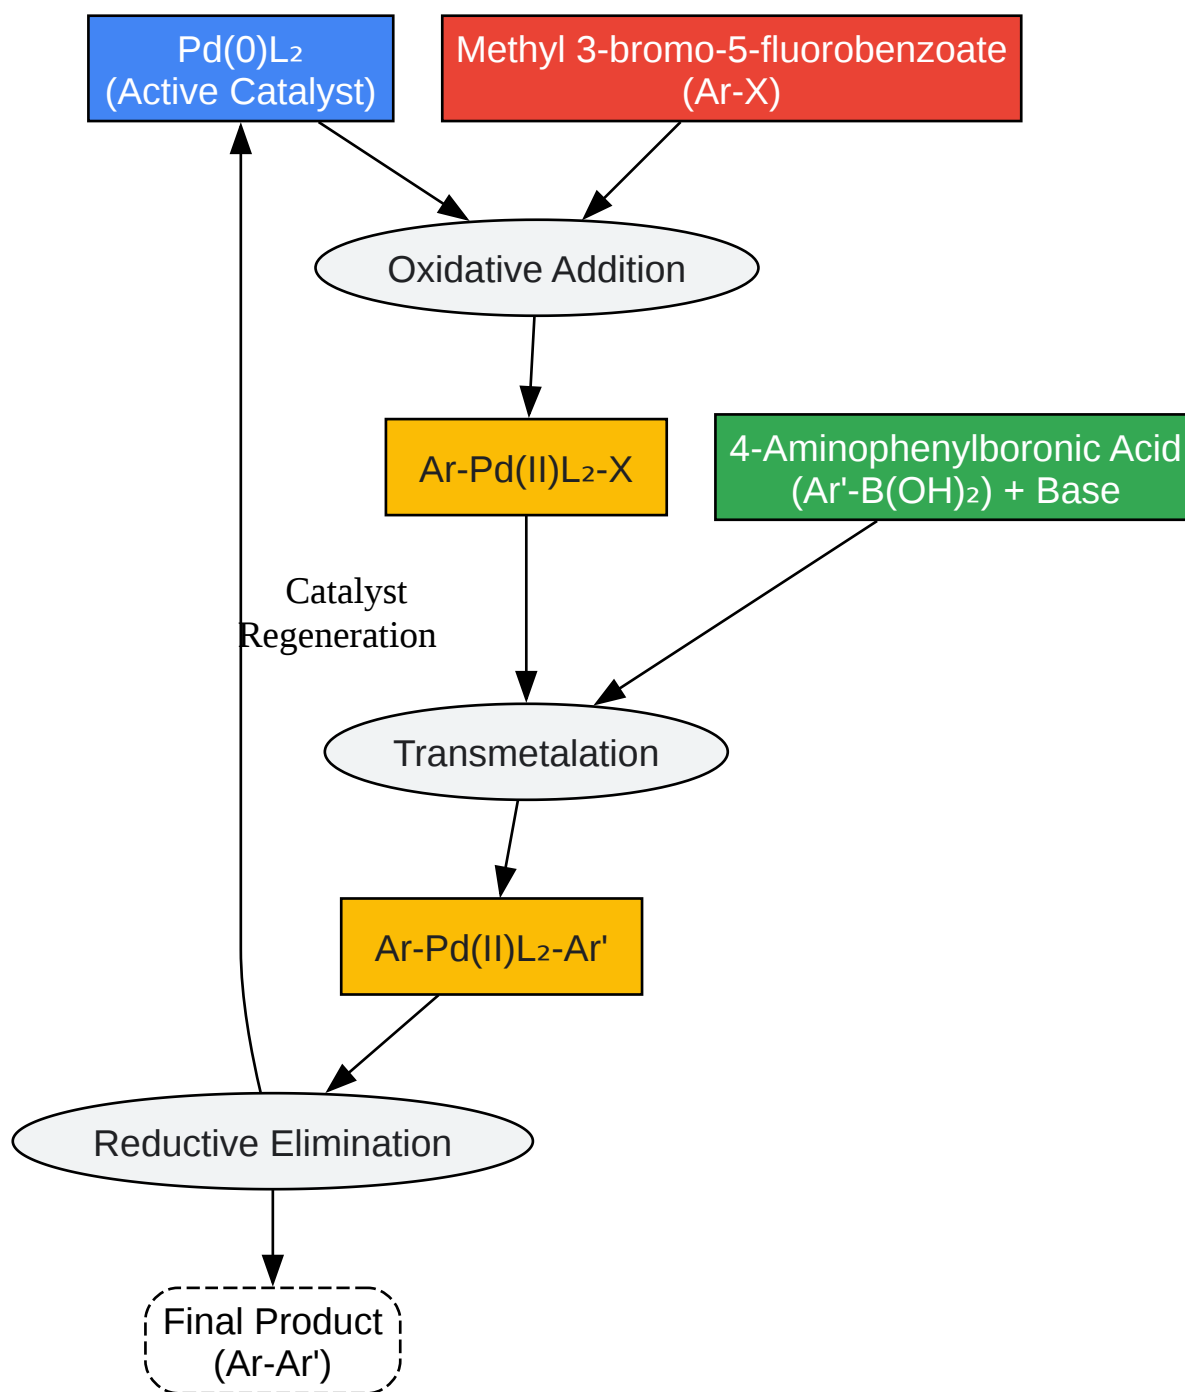 Pd(0)L₂
(Active Catalyst)
Methyl 3-bromo-5-fluorobenzoate
(Ar-X)
Oxidative Addition
Ar-Pd(II)L₂-X
4-Aminophenylboronic Acid
(Ar'-B(OH)₂) + Base
Catalyst
Regeneration
Transmetalation
Ar-Pd(II)L₂-Ar'
Reductive Elimination
Final Product
(Ar-Ar')